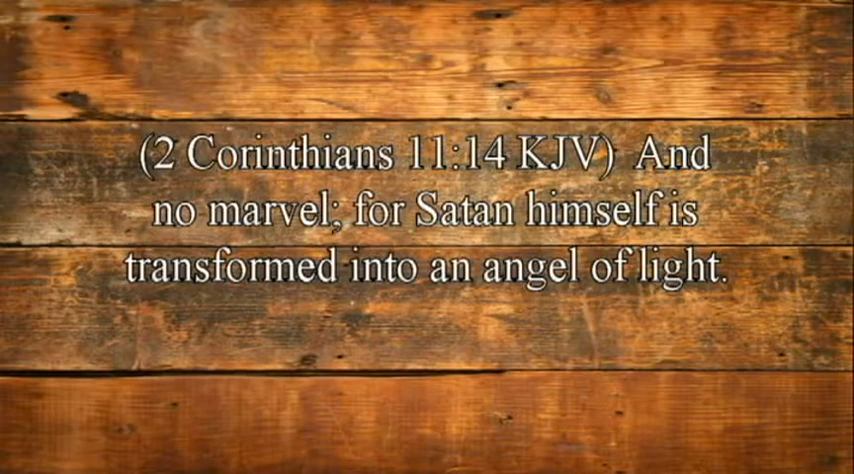 (2 Corinthians 11:14 KJV)  And
no marvel; for Satan himself is
transformed into an angel of light.